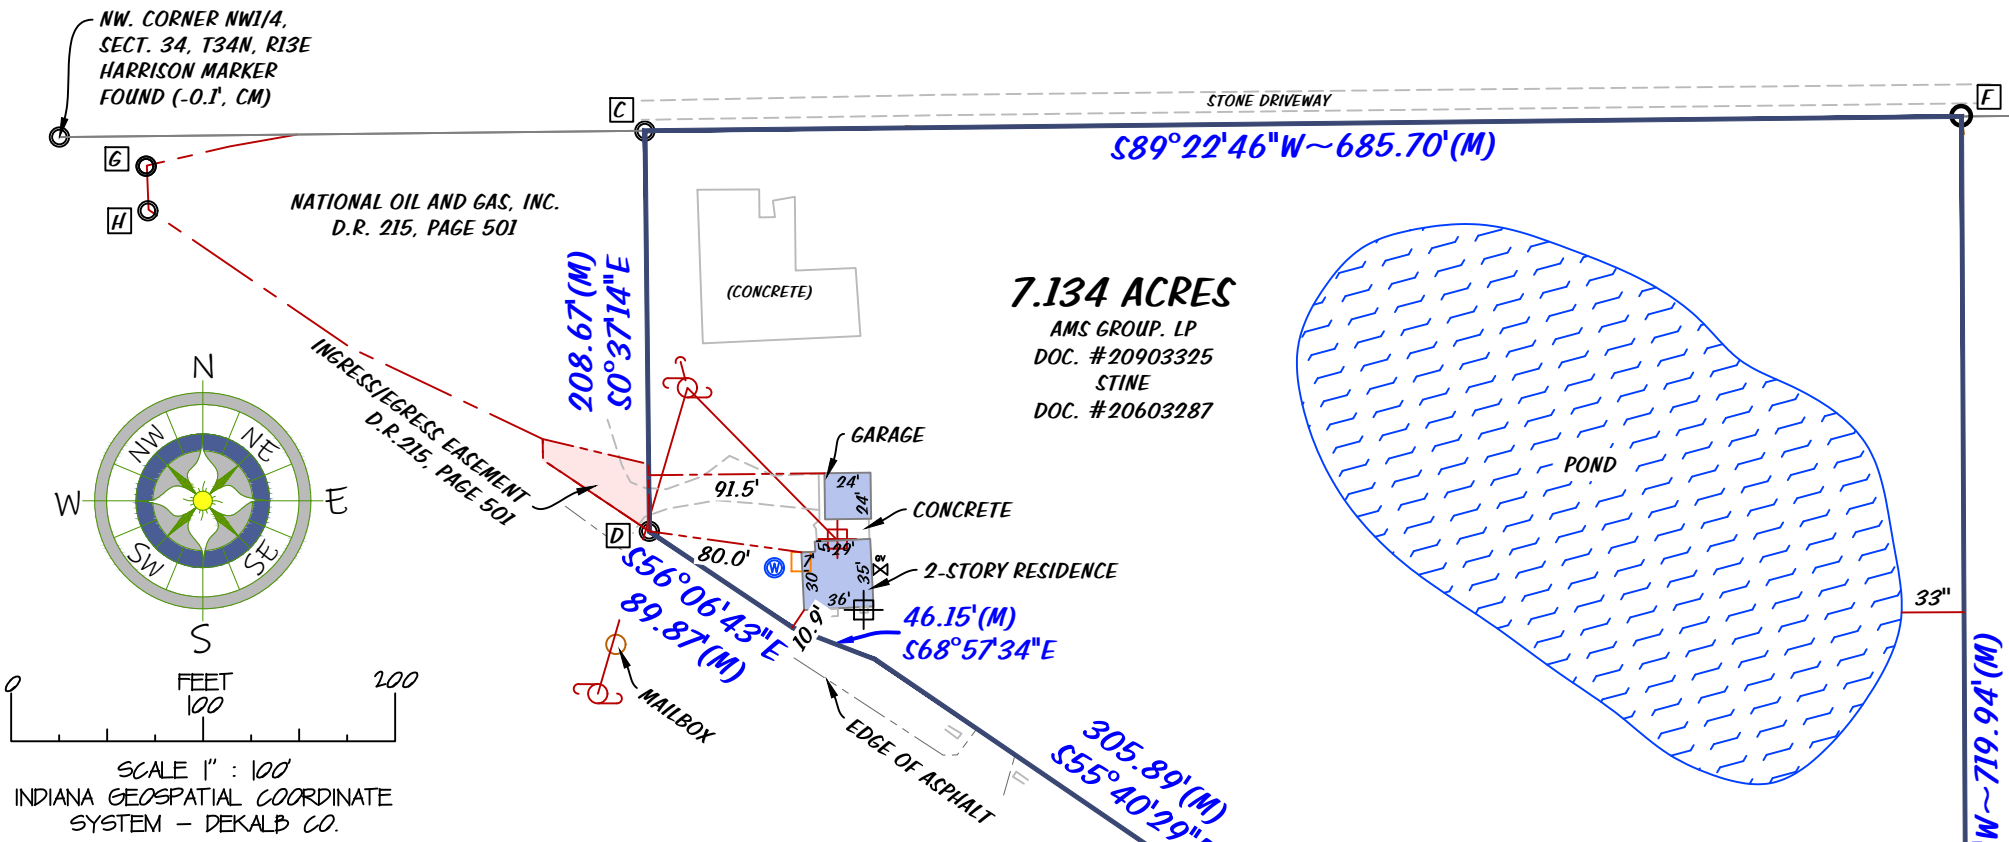 NW. CORNER NW1/4,
SECT. 34, T34N, R13E
HARRISON MARKER
FOUND (-0.1', CM)
C
STONE DRIVEWAY
F
S89°22'46"W~685.70'(M)
G
H
NATIONAL OIL AND GAS, INC.
D.R. 215, PAGE 501
208.67'(M)
S0°37'14"E
(CONCRETE)
7.134 ACRES
AMS GROUP. LP
DOC. #20903325
STINE
DOC. #20603287
POND
33"
W~719.94'(M)
INGRESS/EGRESS EASEMENT
D.R.215, PAGE 501
N
NW
NE
W
E
SW
SE
S
GARAGE
24'
24'
91.5'
CONCRETE
D
80.0'
W
5'
29'
7'
30'
35'
36'
2-STORY RESIDENCE
10.9'
46.15'(M)
S68°57'34"E
S56°06'43"E
89.87'(M)
MAILBOX
EDGE OF ASPHALT
305.89'(M)
S55°40'29"
0
FEET
100
200
SCALE 1" : 100'
INDIANA GEOSPATIAL COORDINATE
SYSTEM - DEKALB CO.